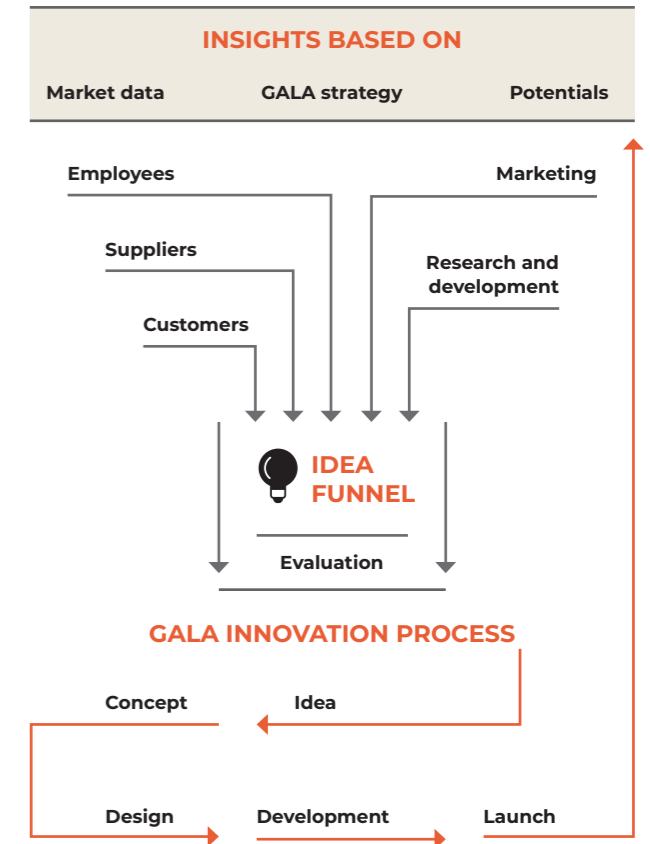 INSIGHTS BASED ON
Market data GALA strategy Potentials
Employees
Marketing
Suppliers
Research and
development
Customers
IDEA
FUNNEL
Evaluation
GALA INNOVATION PROCESS
Concept Idea
Design Development Launch